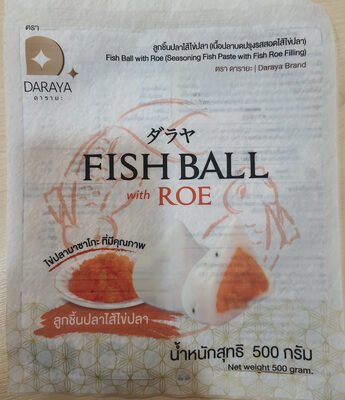 ตรา
DARAYA
ดารายะ
ลูกชิ้นปลาไส้ไข่ปลา (เนื้อปลาบดปรุงรสสอดไส้ไข่ปลา)
Fish Ball with Roe (Seasoning Fish Paste with Fish Roe Filling)
ตรา ดารายะ | Daraya Brand
ダラヤ
FISH BALL
with ROE
ไข่ปลามาซาโกะ ที่มีคุณภาพ
ลูกชิ้นปลาไส้ไข่ปลา
น้ำหนักสุทธิ 500 กรัม
Net weight 500 gram.